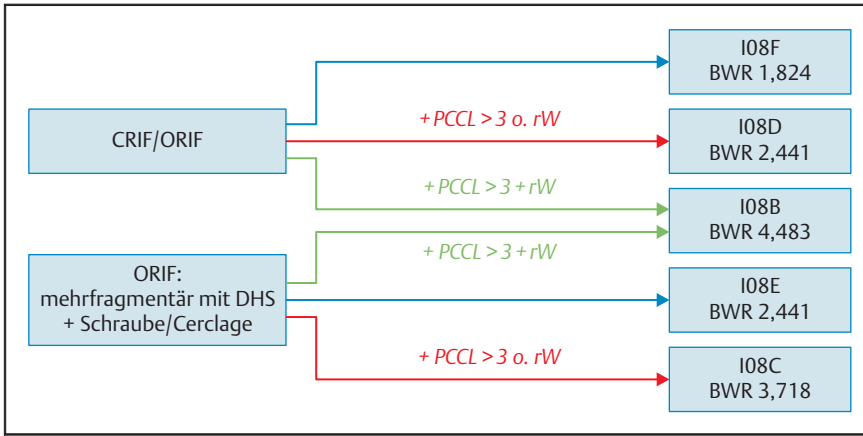 I08F
BWR 1,824
CRIF/ORIF
+ PCCL > 3 o. rW
I08D
BWR 2,441
+ PCCL > 3 + rW
I08B
BWR 4,483
+ PCCL > 3 + rW
ORIF:
mehrfragmentär mit DHS
+ Schraube/Cerclage
I08E
BWR 2,441
+ PCCL > 3 o. rW
I08C
BWR 3,718